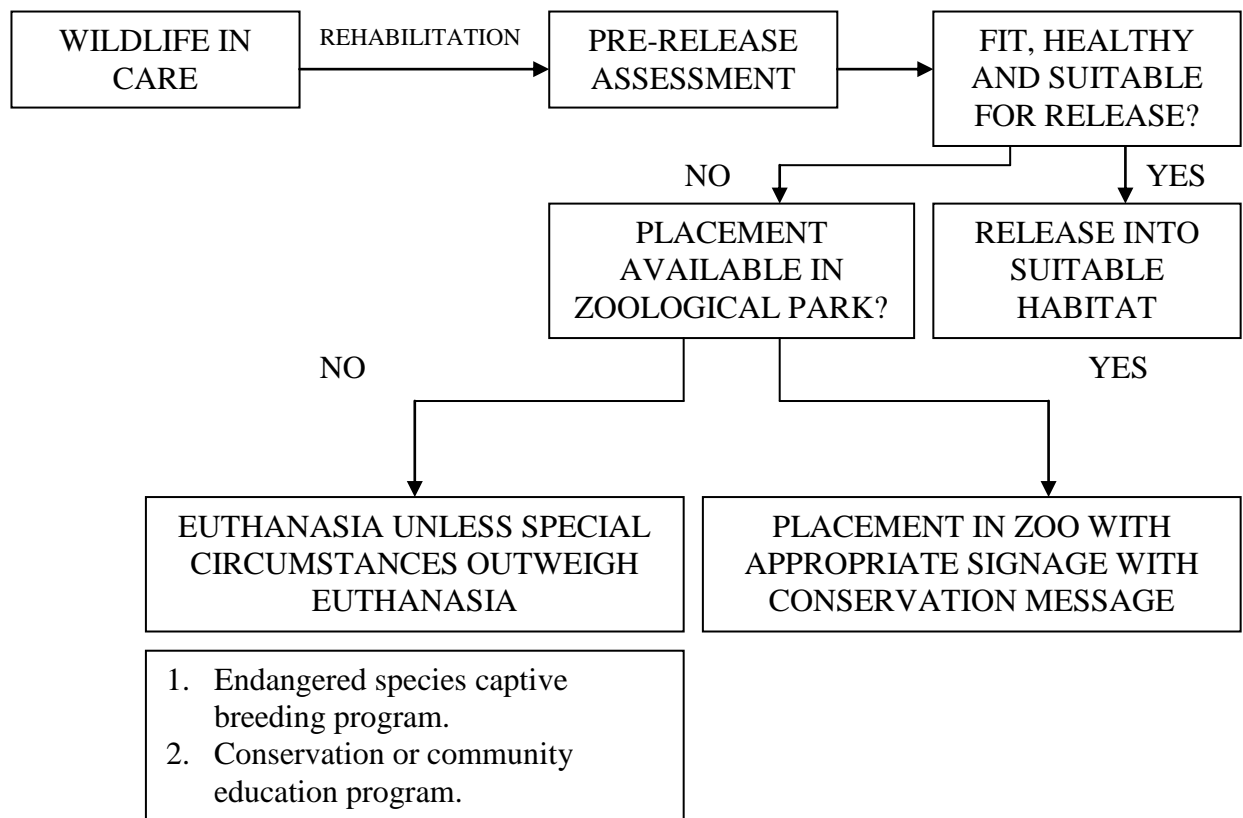 WILDLIFE IN
CARE
REHABILITATION
PRE-RELEASE
ASSESSMENT
FIT, HEALTHY
AND SUITABLE
FOR RELEASE?
NO
YES
PLACEMENT
AVAILABLE IN
ZOOLOGICAL PARK?
RELEASE INTO
SUITABLE
HABITAT
NO
YES
EUTHANASIA UNLESS SPECIAL
CIRCUMSTANCES OUTWEIGH
EUTHANASIA
PLACEMENT IN ZOO WITH
APPROPRIATE SIGNAGE WITH
CONSERVATION MESSAGE
1. Endangered species captive
breeding program.
2. Conservation or community
education program.